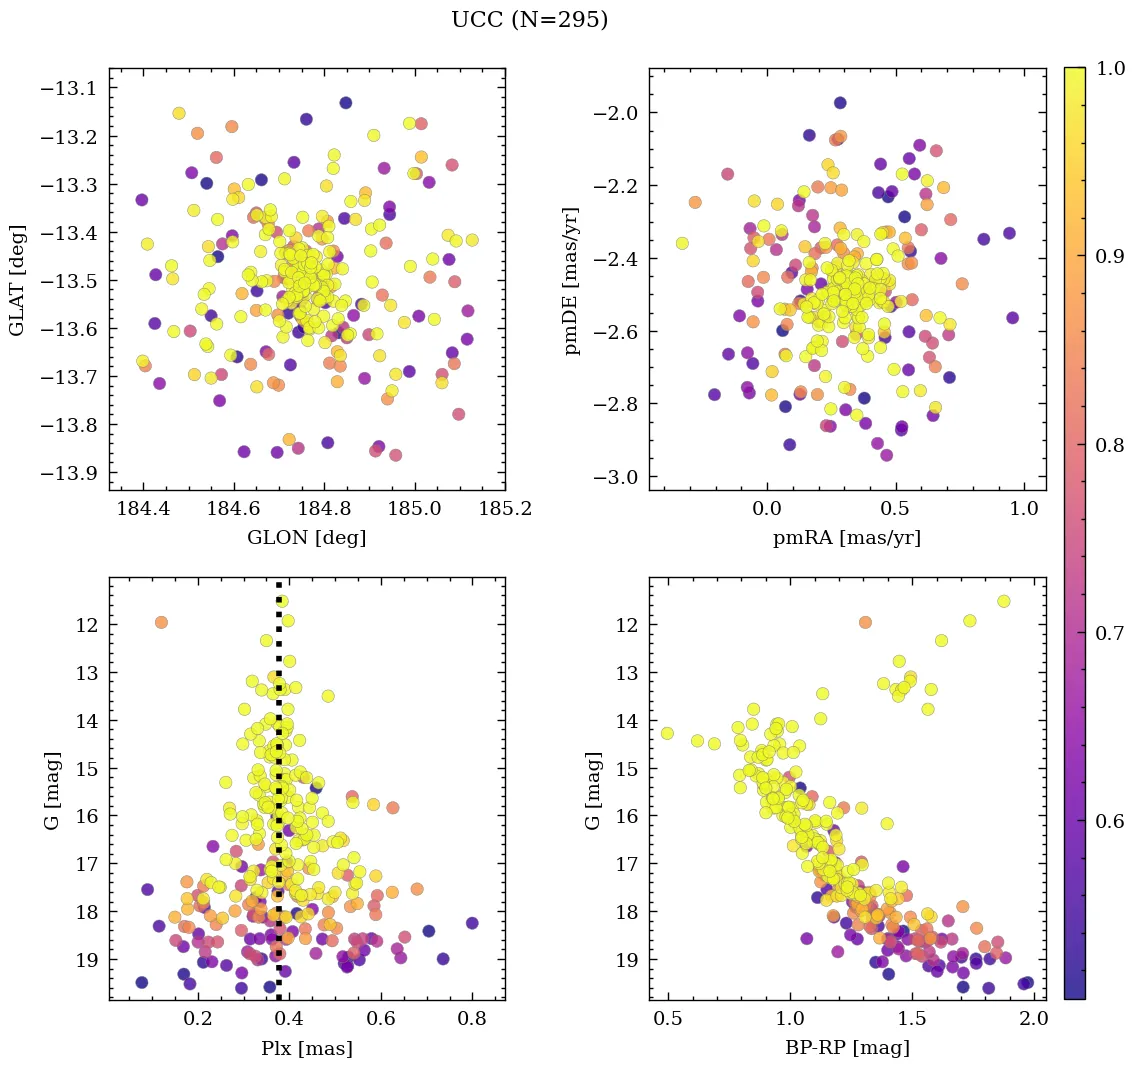 UCC (N=295)
−13.1
−13.2
−13.3
−13.4
−13.5
−13.6
−13.7
−13.8
−13.9
GLAT [deg]
184.4 184.6 184.8 185.0 185.2
GLON [deg]
−2.0
−2.2
−2.4
−2.6
−2.8
−3.0
pmDE [mas/yr]
0.0 0.5 1.0
pmRA [mas/yr]
12
13
14
15
16
17
18
19
G [mag]
0.2 0.4 0.6 0.8
Plx [mas]
12
13
14
15
16
17
18
19
G [mag]
0.5 1.0 1.5 2.0
BP-RP [mag]
1.0
0.9
0.8
0.7
0.6